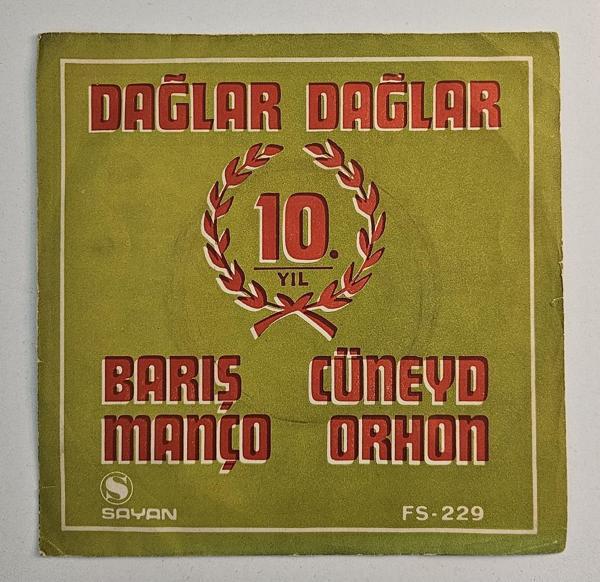 DAĞLAR DAĞLAR
10.
YIL
BARIŞ CÜNEYD
MANÇO ORHON
S
SAYAN FS-229